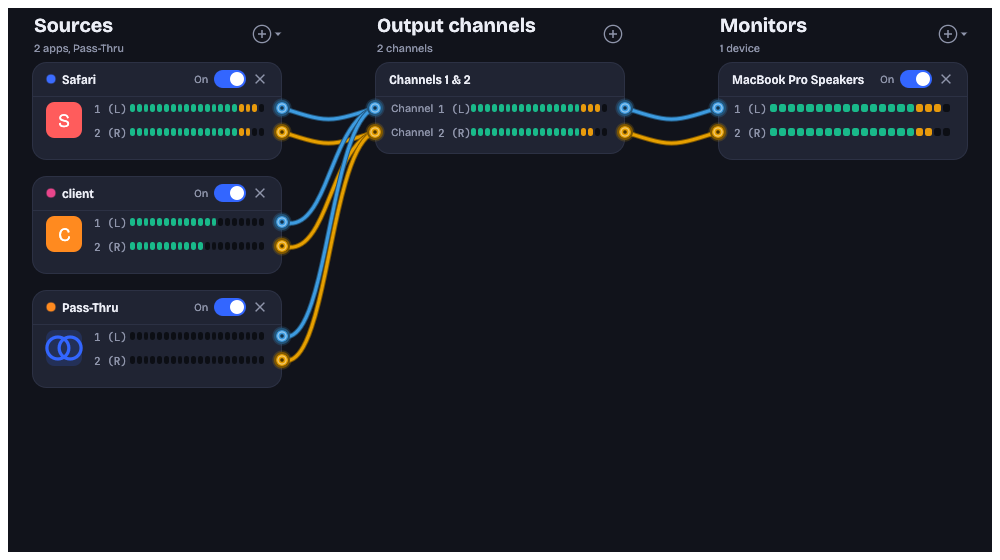 Sources
2 apps, Pass-Thru
Safari On
S
1 (L)
2 (R)
client On
C
1 (L)
2 (R)
Pass-Thru On
1 (L)
2 (R)
Output channels
2 channels
Channels 1 & 2
Channel 1 (L)
Channel 2 (R)
Monitors
1 device
MacBook Pro Speakers On
1 (L)
2 (R)